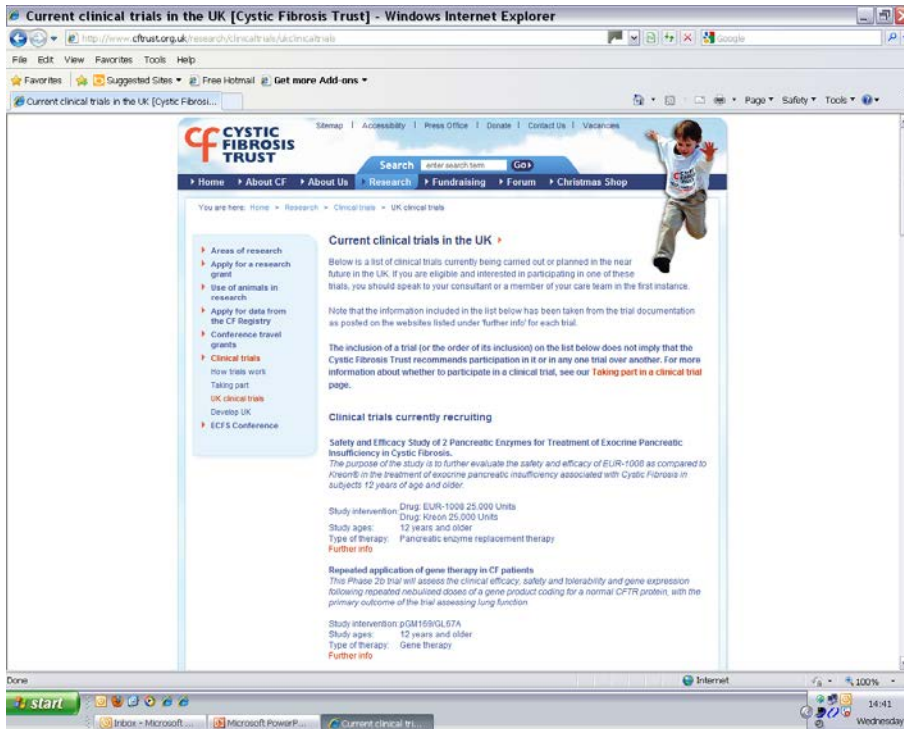 Current clinical trials in the UK [Cystic Fibrosis Trust] - Windows Internet Explorer
http://www.cftrust.org.uk/research/clinicaltrials/ukclinicaltrials
Google
File Edit View Favorites Tools Help
Favorites Suggested Sites Free Hotmail Get more Add-ons
Current clinical trials in the UK [Cystic Fibrosi...
Page Safety Tools
Sitemap | Accessibility | Press Office | Donate | Contact Us | Vacancies
CF CYSTIC
FIBROSIS
TRUST
Search enter search term Go
Home About CF About Us Research Fundraising Forum Christmas Shop
You are here: Home Research Clinical trials UK clinical trials
Areas of research
Apply for a research
grant
Use of animals in
research
Apply for data from
the CF Registry
Conference travel
grants
Clinical trials
How trials work
Taking part
UK clinical trials
Develop UK
ECFS Conference
Current clinical trials in the UK
Below is a list of clinical trials currently being carried out or planned in the near
future in the UK. If you are eligible and interested in participating in one of these
trials, you should speak to your consultant or a member of your care team in the first instance.
Note that the information included in the list below has been taken from the trial documentation
as posted on the websites listed under 'further info' for each trial.
The inclusion of a trial (or the order of its inclusion) on the list below does not imply that the
Cystic Fibrosis Trust recommends participation in it or in any one trial over another. For more
information about whether to participate in a clinical trial, see our Taking part in a clinical trial
page.
Clinical trials currently recruiting
Safety and Efficacy Study of 2 Pancreatic Enzymes for Treatment of Exocrine Pancreatic
Insufficiency in Cystic Fibrosis.
The purpose of the study is to further evaluate the safety and efficacy of EUR-1008 as compared to
Kreon® in the treatment of exocrine pancreatic insufficiency associated with Cystic Fibrosis in
subjects 12 years of age and older.
Study intervention: Drug: EUR-1008 25,000 Units
Drug: Kreon 25,000 Units
Study ages: 12 years and older
Type of therapy: Pancreatic enzyme replacement therapy
Further info
Repeated application of gene therapy in CF patients
This Phase 2b trial will assess the clinical efficacy, safety and tolerability and gene expression
following repeated nebulised doses of a gene product coding for a normal CFTR protein, with the
primary outcome of the trial assessing lung function
Study intervention: pGM169/GL67A
Study ages: 12 years and older
Type of therapy: Gene therapy
Further info
Done Internet 100%
start 14:41
Inbox - Microsoft ... Microsoft PowerP... Current clinical tri... Wednesday